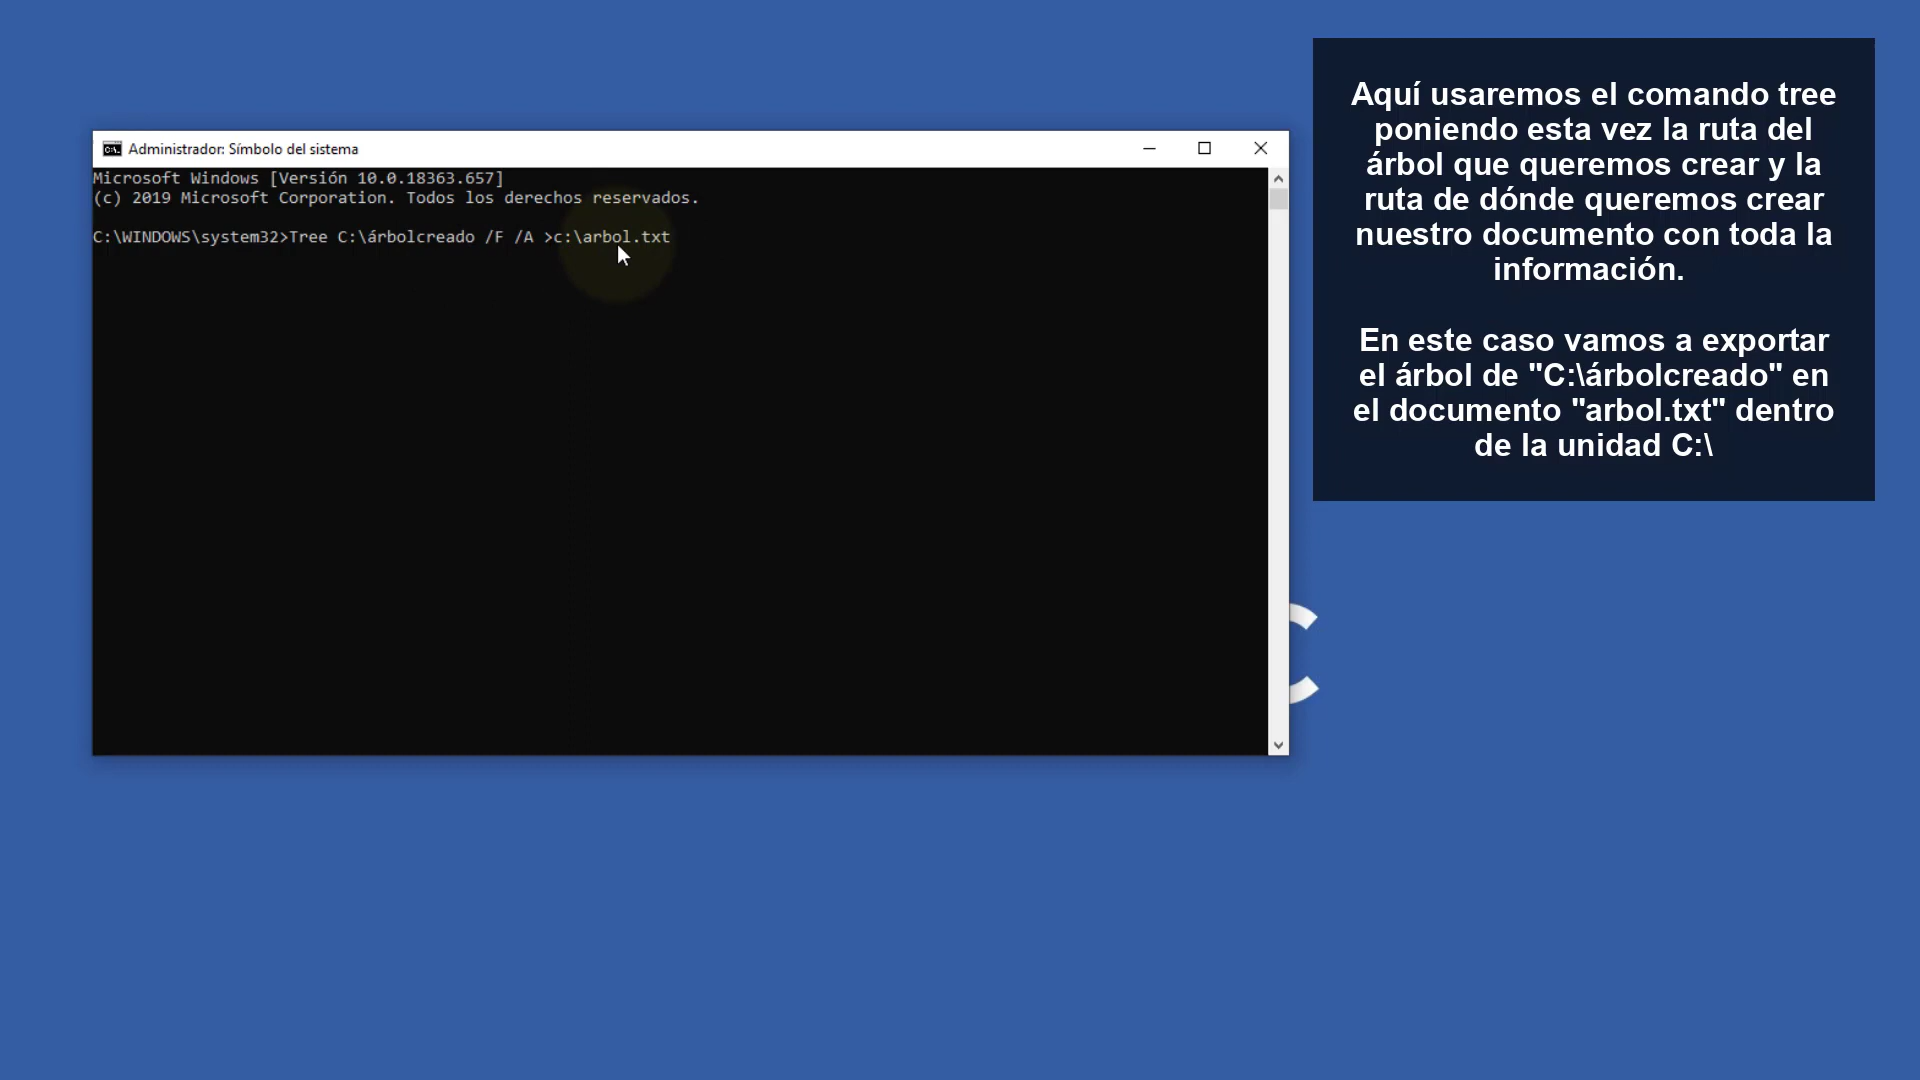 Administrador: Símbolo del sistema
Microsoft Windows [Versión 10.0.18363.657]
(c) 2019 Microsoft Corporation. Todos los derechos reservados.
C:\WINDOWS\system32>Tree C:\árbolcreado /F /A >c:\arbol.txt
Aquí usaremos el comando tree
poniendo esta vez la ruta del
árbol que queremos crear y la
ruta de dónde queremos crear
nuestro documento con toda la
información.
En este caso vamos a exportar
el árbol de "C:\árbolcreado" en
el documento "arbol.txt" dentro
de la unidad C:\